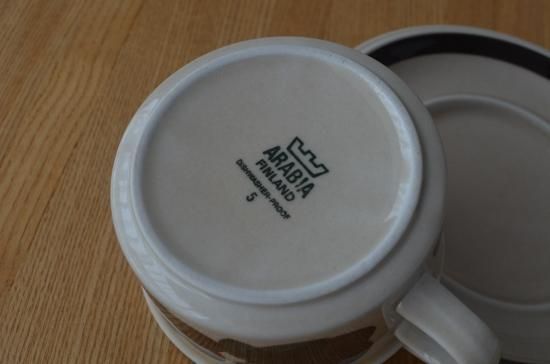 ARABIA
FINLAND
DISHWASHER-PROOF
5